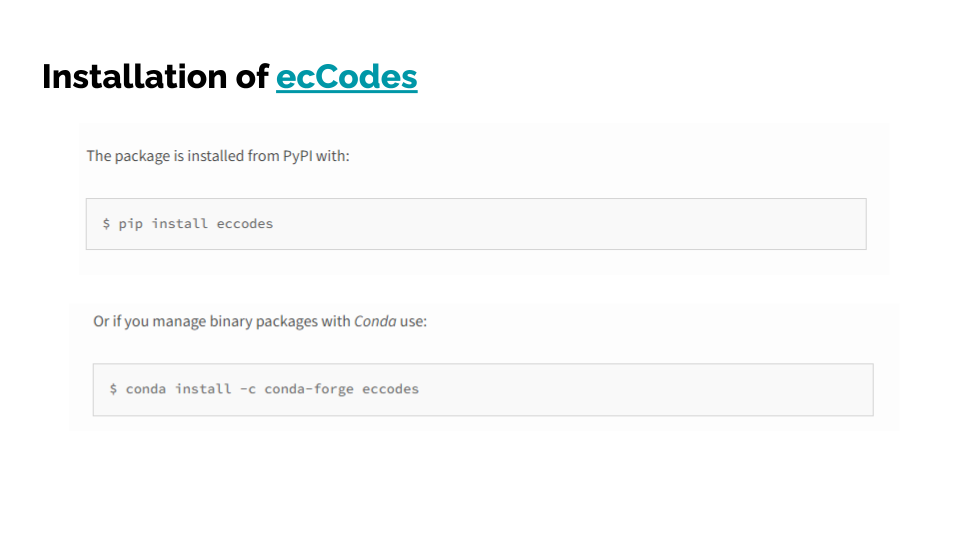 Installation of ecCodes
The package is installed from PyPI with:
$ pip install eccodes
Or if you manage binary packages with Conda use:
$ conda install -c conda-forge eccodes